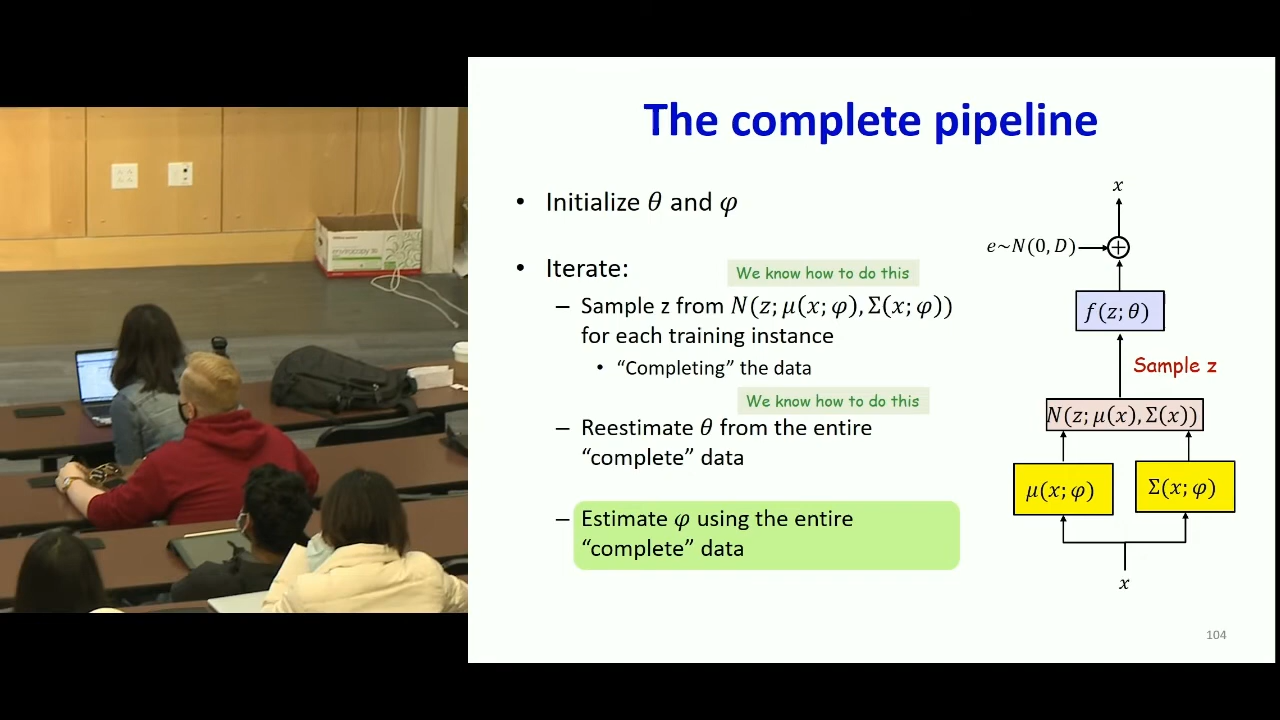 The complete pipeline
• Initialize θ and φ
• Iterate:
We know how to do this
– Sample z from N(z; μ(x; φ), Σ(x; φ))
for each training instance
• “Completing” the data
We know how to do this
– Reestimate θ from the entire
“complete” data
– Estimate φ using the entire
“complete” data
x
e~N(0, D)
+
f(z; θ)
Sample z
N(z; μ(x), Σ(x))
μ(x; φ)
Σ(x; φ)
x
104